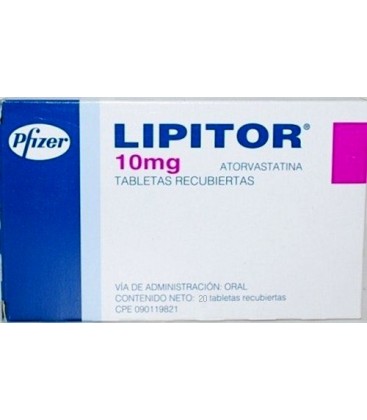 Pfizer
LIPITOR®
10mg ATORVASTATINA
TABLETAS RECUBIERTAS
VÍA DE ADMINISTRACIÓN: ORAL
CONTENIDO NETO: 20 tabletas recubiertas
CPE 090119821